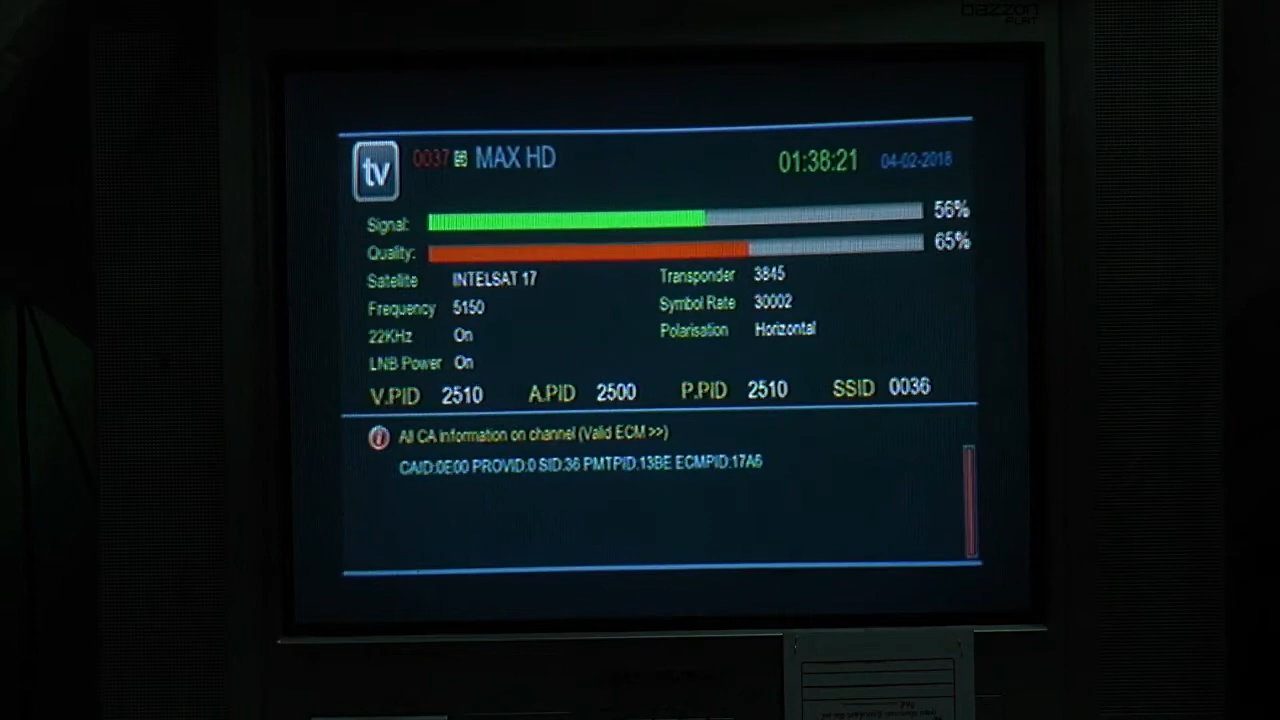 bazzon
FLAT
tv 0037 MAX HD 01:38:21 04-02-2018
Signal: 56%
Quality: 65%
Satellite INTELSAT 17 Transponder 3845
Frequency 5150 Symbol Rate 30002
22KHz On Polarisation Horizontal
LNB Power On
V.PID 2510 A.PID 2500 P.PID 2510 SSID 0036
All CA information on channel (Valid ECM >>)
CAID:0E00 PROVID:0 SID:36 PMTPID:13BE ECMPID:17A6